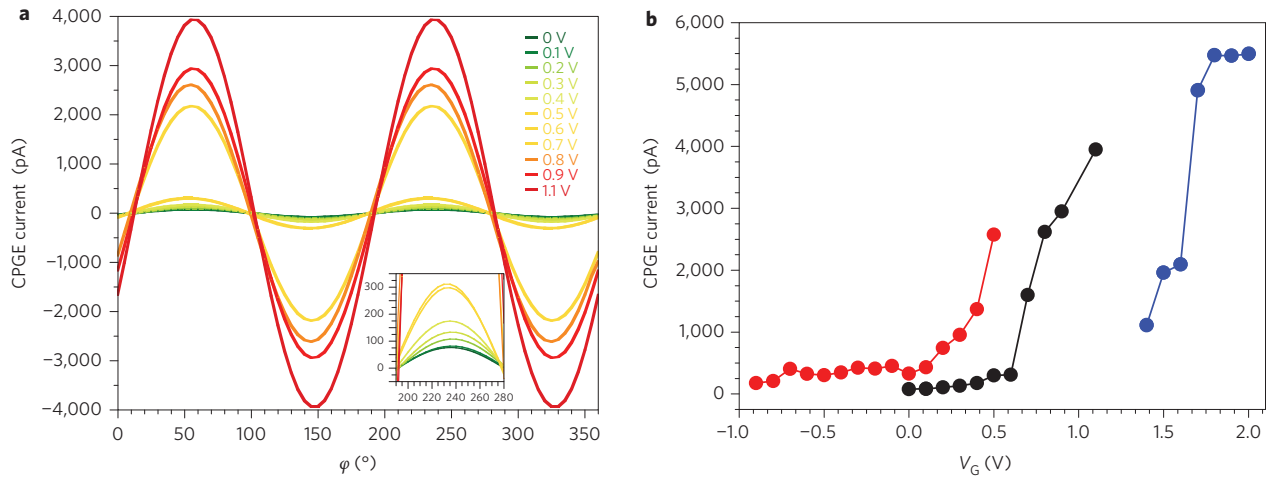 a
CPGE current (pA)
4,000
3,000
2,000
1,000
0
−1,000
−2,000
−3,000
−4,000
0 V
0.1 V
0.2 V
0.3 V
0.4 V
0.5 V
0.6 V
0.7 V
0.8 V
0.9 V
1.1 V
300
200
100
0
200 220 240 260 280
0 50 100 150 200 250 300 350
φ (°)
b
CPGE current (pA)
6,000
5,000
4,000
3,000
2,000
1,000
0
−1.0 −0.5 0.0 0.5 1.0 1.5 2.0
VG (V)